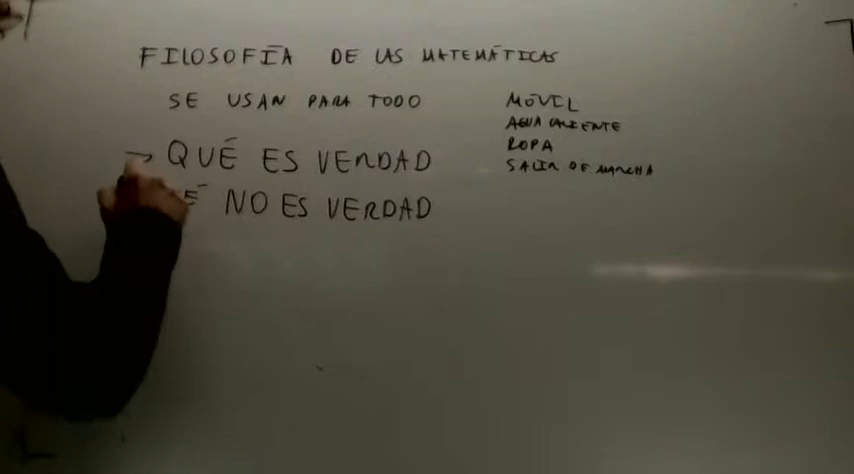 FILOSOFÍA DE LAS MATEMÁTICAS
SE USAN PARA TODO
MÓVIL
AGUA CALIENTE
ROPA
SALIR DE MARCHA
→ QUÉ ES VERDAD
É NO ES VERDAD